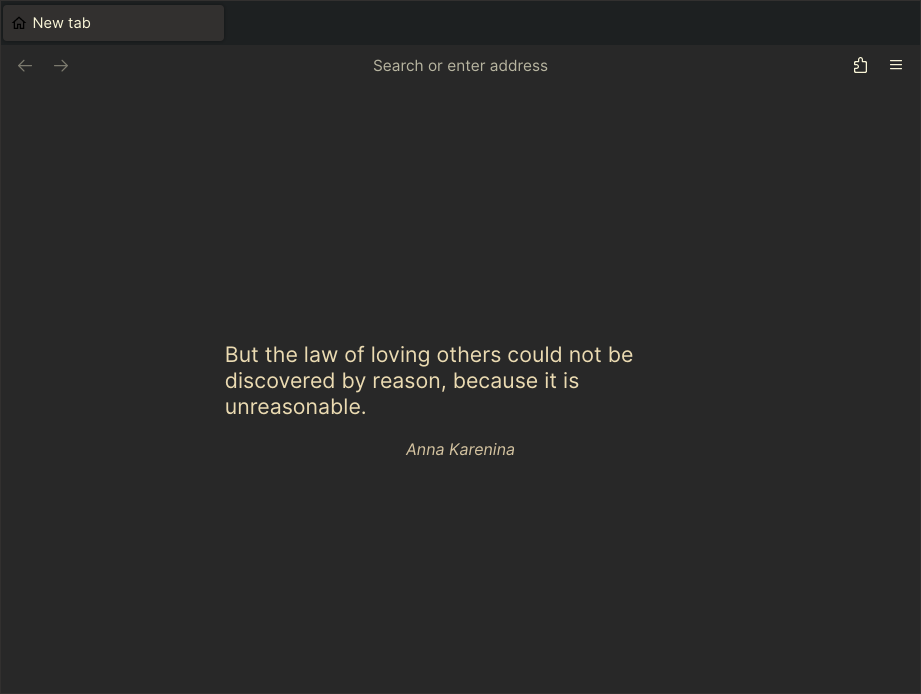 New tab
Search or enter address
But the law of loving others could not be
discovered by reason, because it is
unreasonable.
Anna Karenina